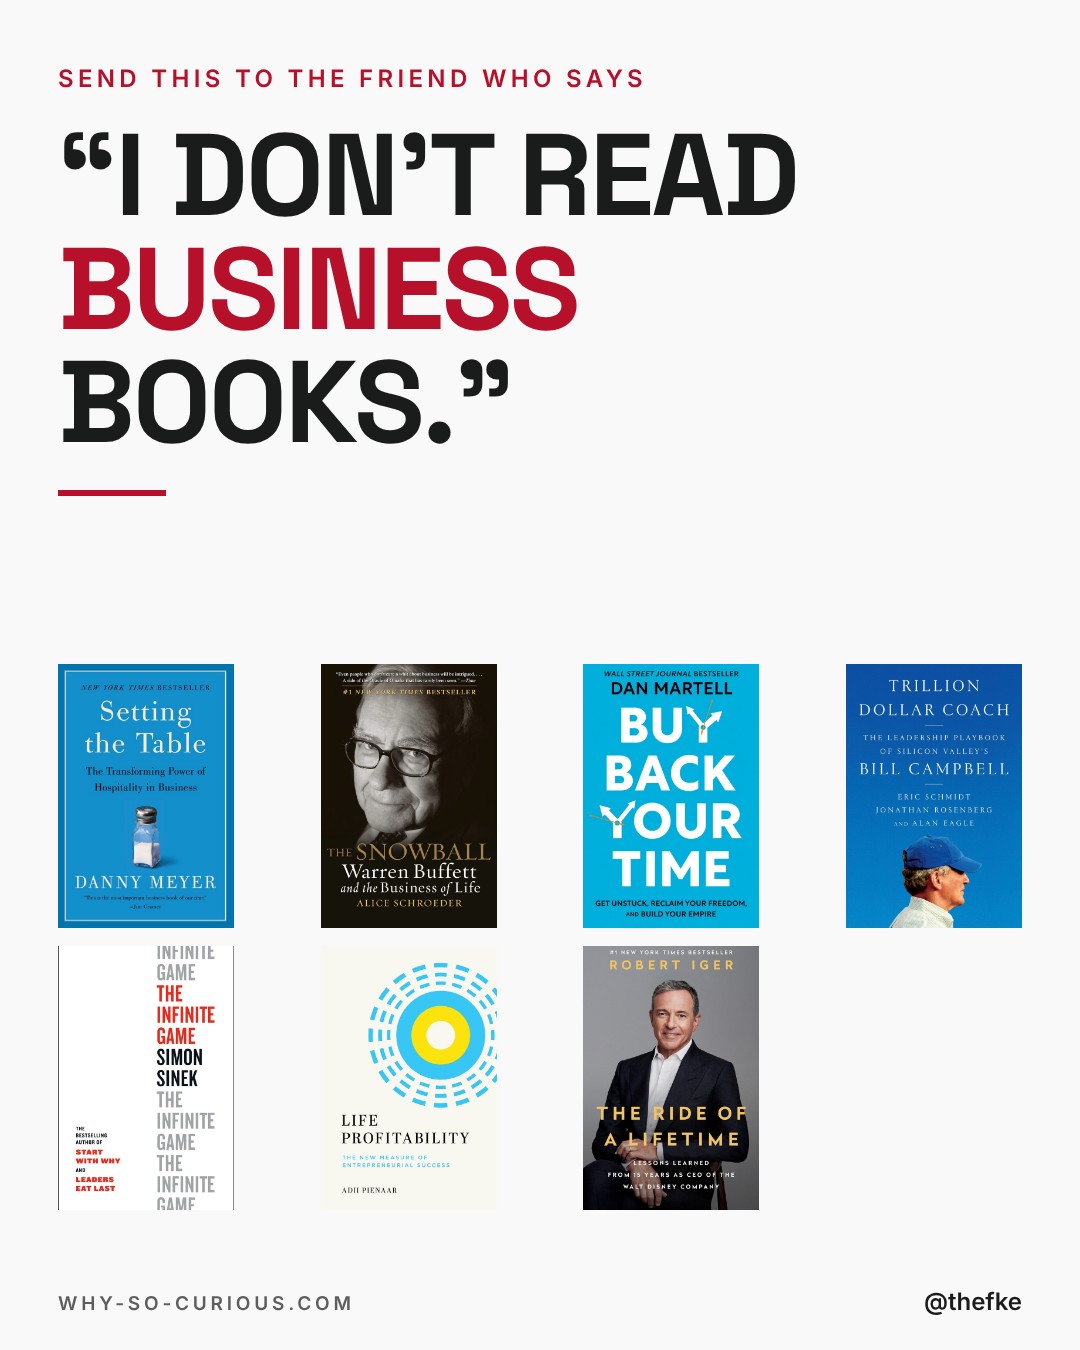 SEND THIS TO THE FRIEND WHO SAYS
“I DON’T READ
BUSINESS
BOOKS.”
NEW YORK TIMES BESTSELLER
Setting
the Table
The Transforming Power of
Hospitality in Business
DANNY MEYER
#1 NEW YORK TIMES BESTSELLER
THE SNOWBALL
Warren Buffett
and the Business of Life
ALICE SCHROEDER
WALL STREET JOURNAL BESTSELLER
DAN MARTELL
BUY
BACK
YOUR
TIME
GET UNSTUCK, RECLAIM YOUR FREEDOM,
AND BUILD YOUR EMPIRE
TRILLION
DOLLAR COACH
THE LEADERSHIP PLAYBOOK
OF SILICON VALLEY’S
BILL CAMPBELL
ERIC SCHMIDT
JONATHAN ROSENBERG
AND ALAN EAGLE
INFINITE
GAME
THE
INFINITE
GAME
SIMON
SINEK
THE
INFINITE
GAME
THE
INFINITE
GAME
THE
BESTSELLING
AUTHOR OF
START
WITH WHY
AND
LEADERS
EAT LAST
LIFE
PROFITABILITY
THE NEW MEASURE OF
ENTREPRENEURIAL SUCCESS
ADII PIENAAR
#1 NEW YORK TIMES BESTSELLER
ROBERT IGER
THE RIDE OF
A LIFETIME
LESSONS LEARNED
FROM 15 YEARS AS CEO OF THE
WALT DISNEY COMPANY
WHY-SO-CURIOUS.COM
@thefke